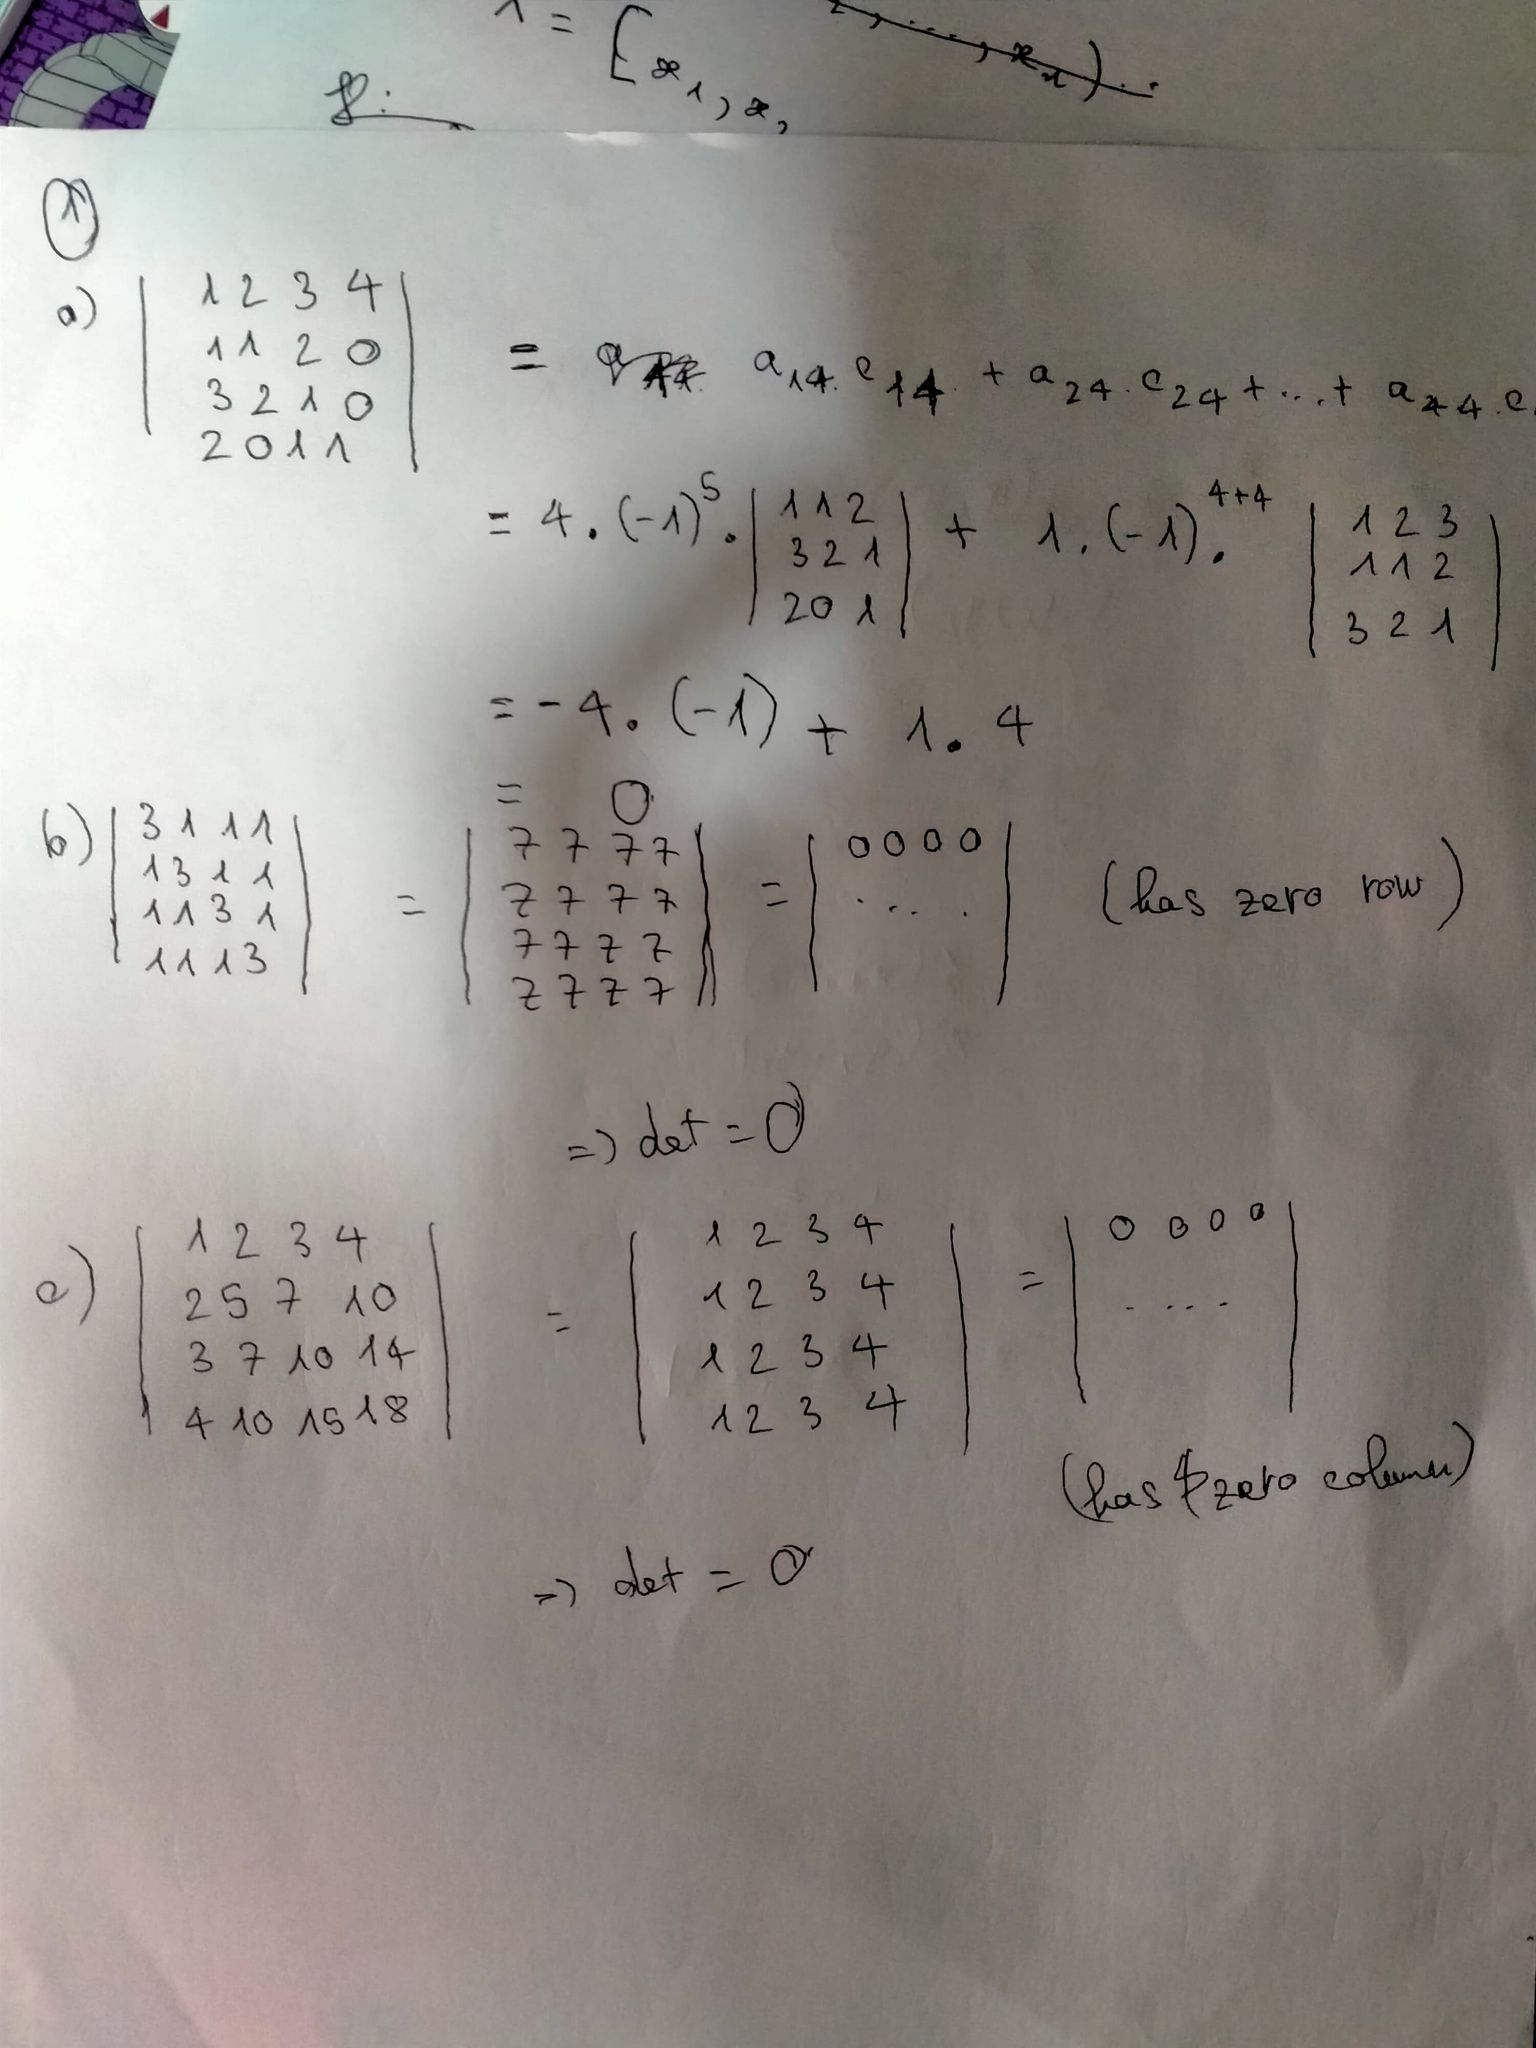 1 = [x1, x,
2, ..., x1)..
1
a) | 1 2 3 4 |
1 1 2 0 = a14.c14 + a24.c24 + ... + a44.c
3 2 1 0
2 0 1 1
= 4.(-1)^5.| 1 1 2 | + 1.(-1)^4+4.| 1 2 3 |
3 2 1 1 1 2
2 0 1 3 2 1
= -4.(-1) + 1.4
= 0
b) | 3 1 1 1 | | 7 7 7 7 | | 0 0 0 0 |
1 3 1 1 = 7 7 7 7 = .... (has zero row)
1 1 3 1 7 7 7 7
1 1 1 3 7 7 7 7
=> det = 0
c) | 1 2 3 4 | | 1 2 3 4 | | 0 0 0 0 |
2 5 7 10 = 1 2 3 4 = ....
3 7 10 14 1 2 3 4
4 10 15 18 1 2 3 4
(has zero column)
=> det = 0